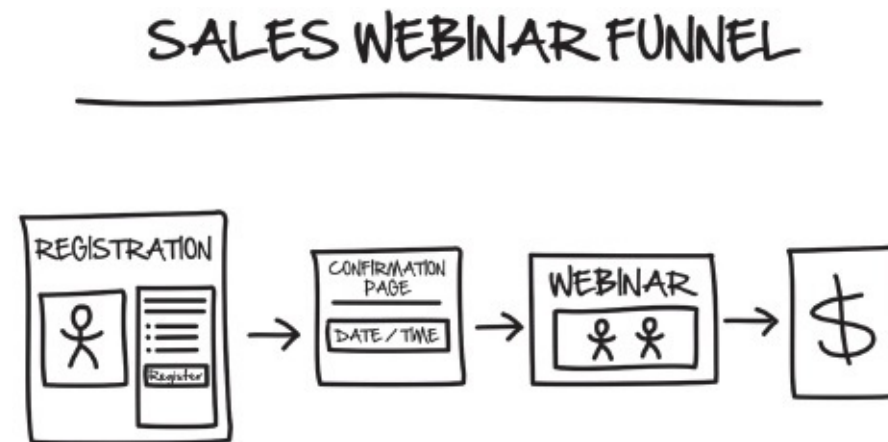 SALES WEBINAR FUNNEL
REGISTRATION
Register
CONFIRMATION
PAGE
DATE / TIME
WEBINAR
$